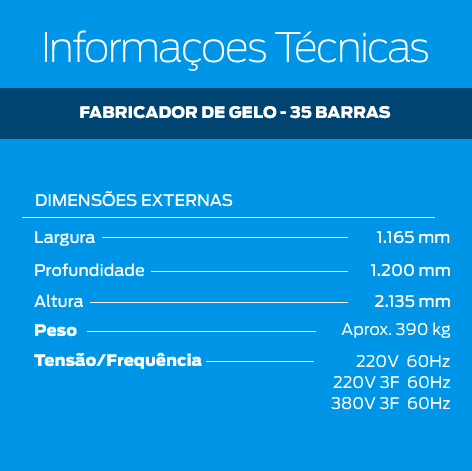 Informaçoes Técnicas
FABRICADOR DE GELO - 35 BARRAS
DIMENSÕES EXTERNAS
Largura 1.165 mm
Profundidade 1.200 mm
Altura 2.135 mm
Peso Aprox. 390 kg
Tensão/Frequência 220V 60Hz
220V 3F 60Hz
380V 3F 60Hz